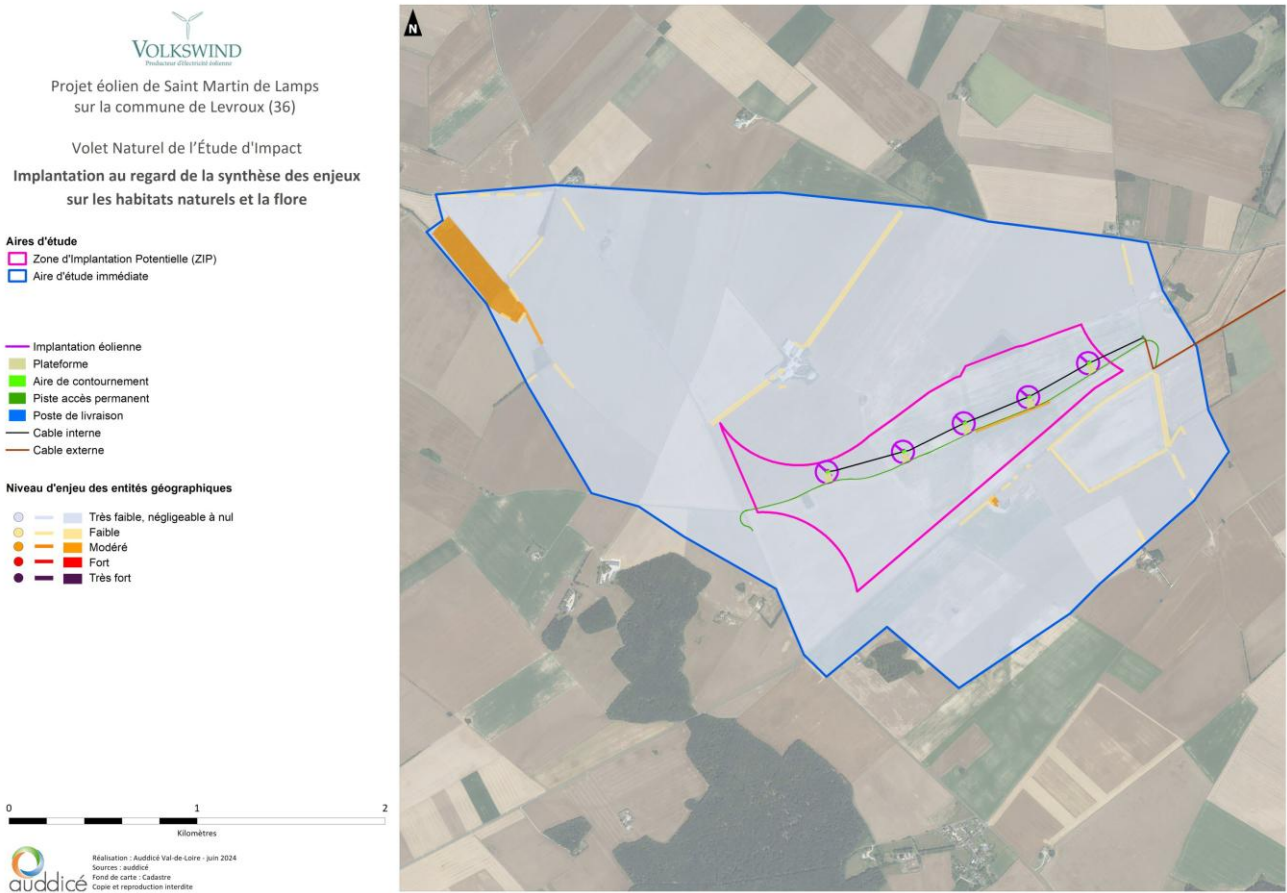 VOLKSWIND
Producteur d'électricité éolienne
Projet éolien de Saint Martin de Lamps
sur la commune de Levroux (36)
Volet Naturel de l'Étude d'Impact
Implantation au regard de la synthèse des enjeux
sur les habitats naturels et la flore
Aires d'étude
Zone d'Implantation Potentielle (ZIP)
Aire d'étude immédiate
Implantation éolienne
Plateforme
Aire de contournement
Piste accès permanent
Poste de livraison
Cable interne
Cable externe
Niveau d'enjeu des entités géographiques
Très faible, négligeable à nul
Faible
Modéré
Fort
Très fort
0 1 2
Kilomètres
auddicé
Réalisation : Auddicé Val-de-Loire - juin 2024
Sources : auddicé
Fond de carte : Cadastre
Copie et reproduction interdite
N